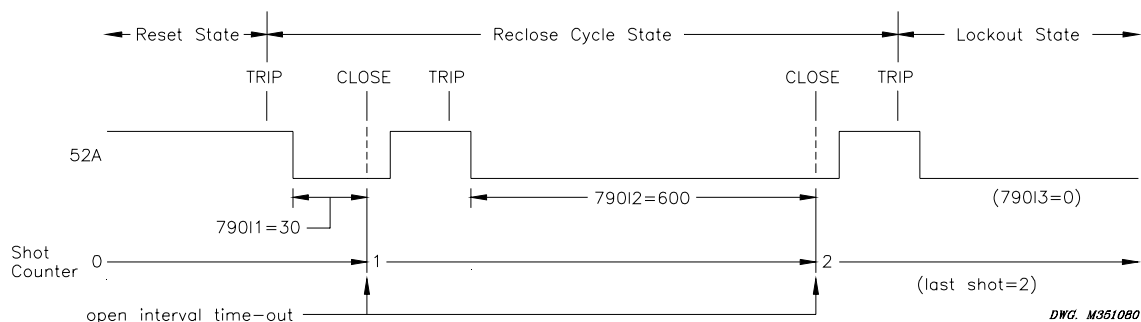 Reset State
Reclose Cycle State
Lockout State
TRIP
CLOSE
TRIP
CLOSE
TRIP
52A
79OI1=30
79OI2=600
(79OI3=0)
Shot
Counter
0
1
2
(last shot=2)
open interval time-out
DWG. M351080